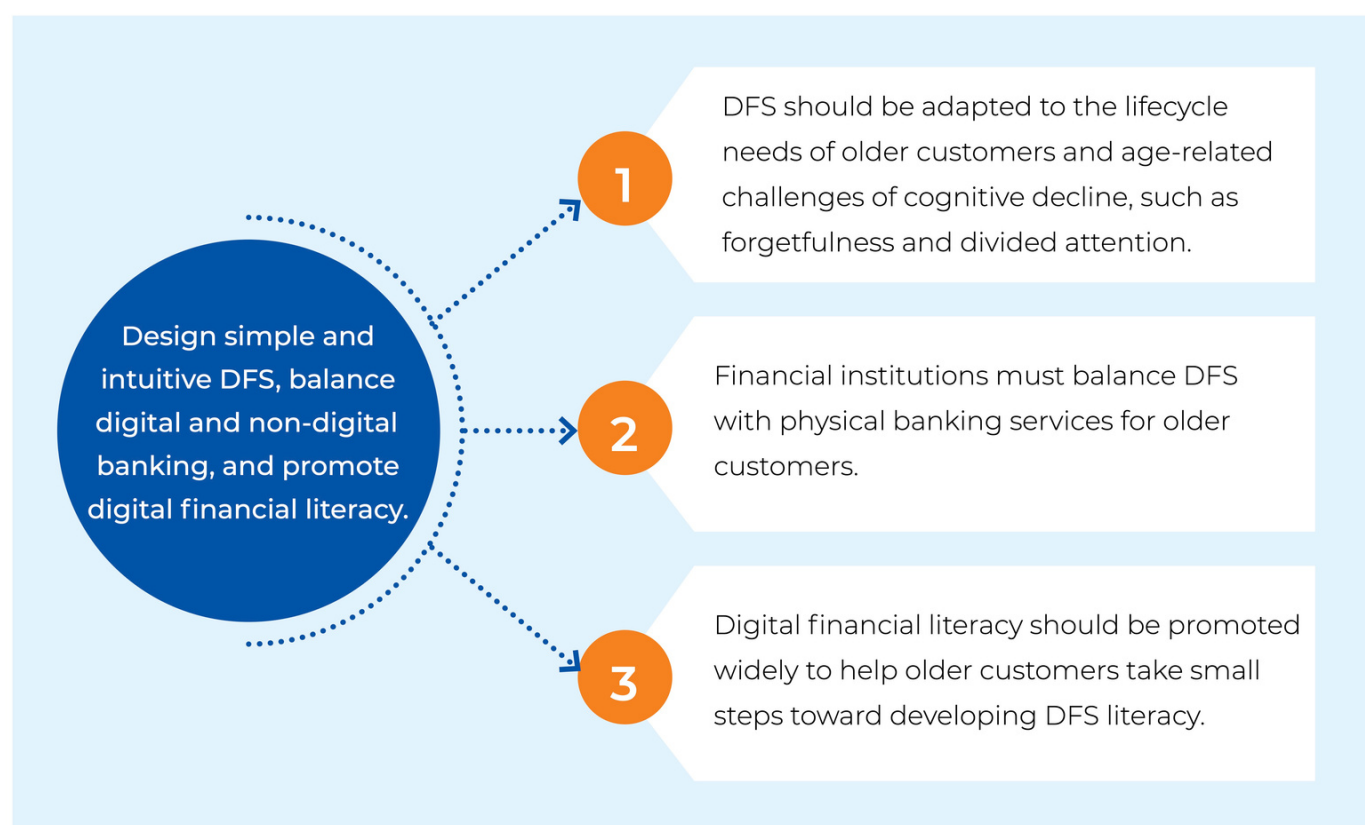 Design simple and
intuitive DFS, balance
digital and non-digital
banking, and promote
digital financial literacy.
1
DFS should be adapted to the lifecycle
needs of older customers and age-related
challenges of cognitive decline, such as
forgetfulness and divided attention.
2
Financial institutions must balance DFS
with physical banking services for older
customers.
3
Digital financial literacy should be promoted
widely to help older customers take small
steps toward developing DFS literacy.